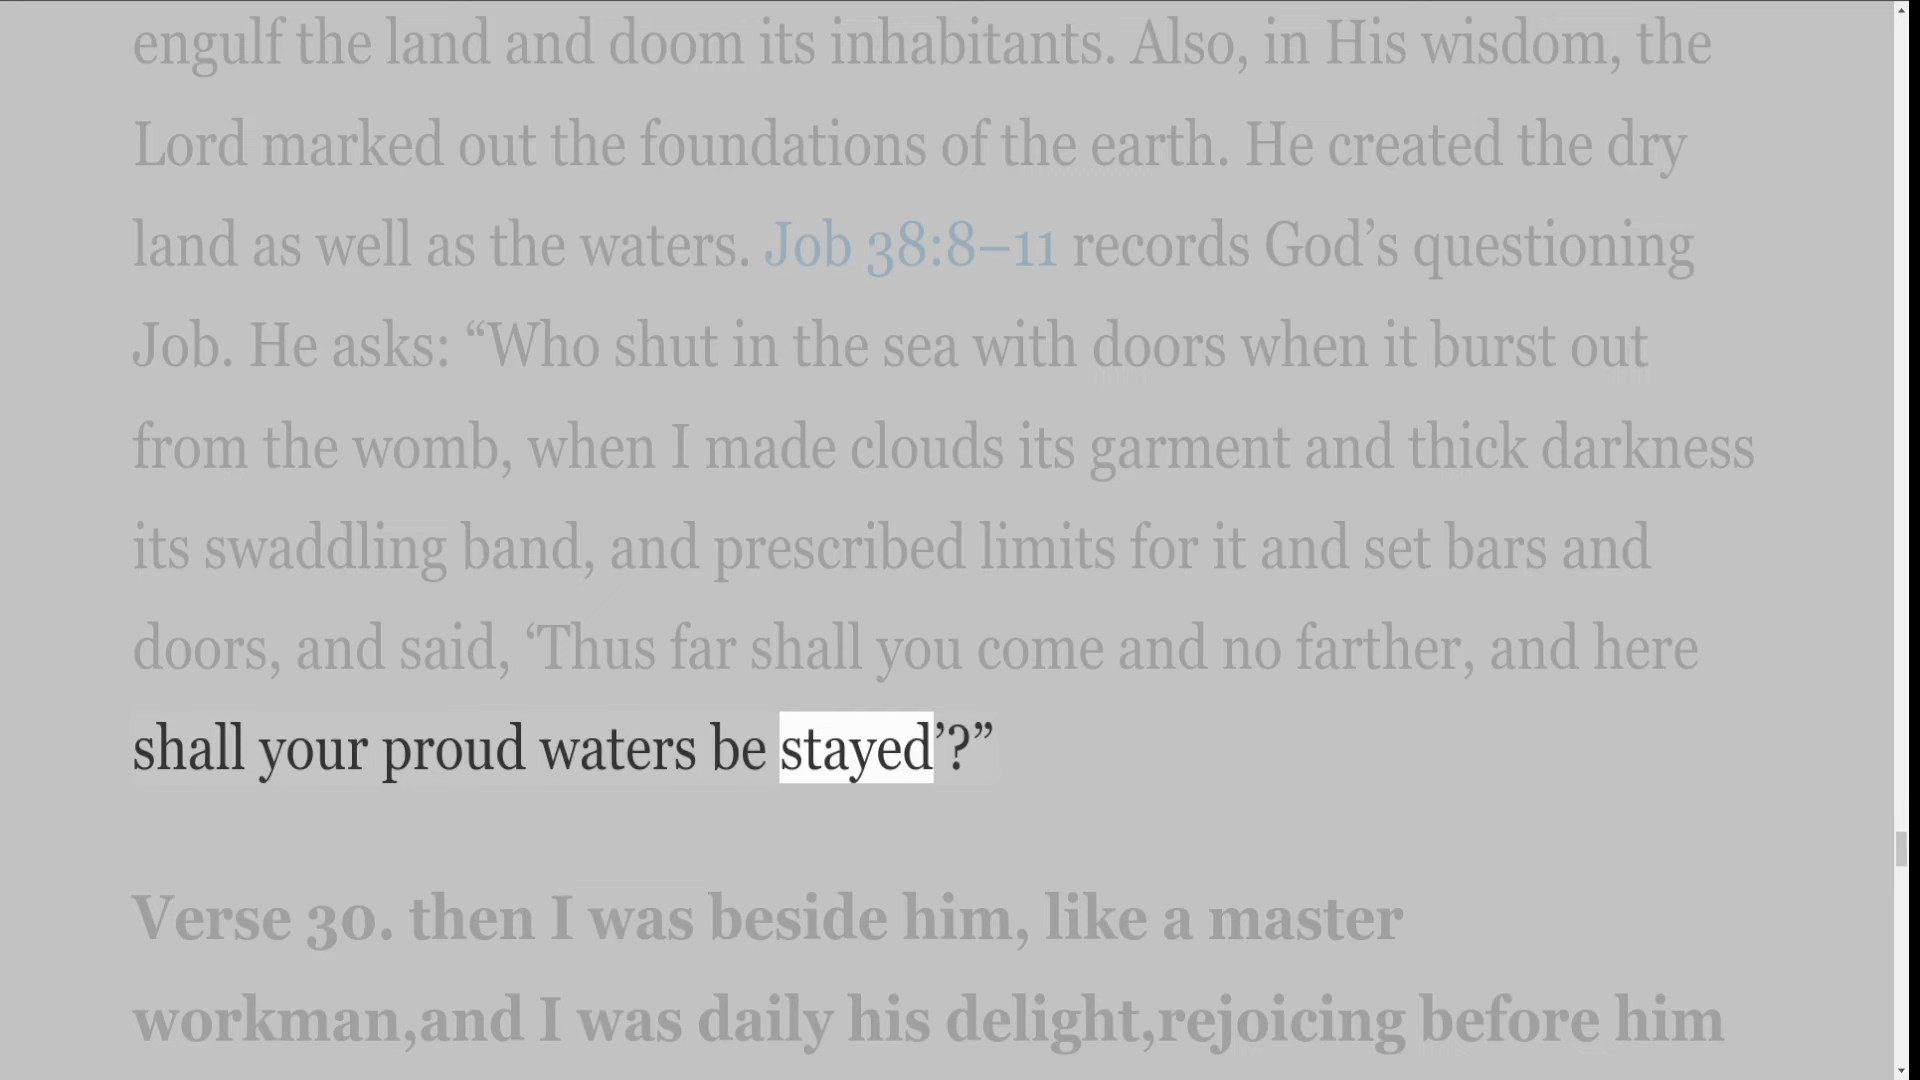 engulf the land and doom its inhabitants. Also, in His wisdom, the
Lord marked out the foundations of the earth. He created the dry
land as well as the waters. Job 38:8–11 records God’s questioning
Job. He asks: “Who shut in the sea with doors when it burst out
from the womb, when I made clouds its garment and thick darkness
its swaddling band, and prescribed limits for it and set bars and
doors, and said, ‘Thus far shall you come and no farther, and here
shall your proud waters be stayed’?”
Verse 30. then I was beside him, like a master
workman,and I was daily his delight,rejoicing before him